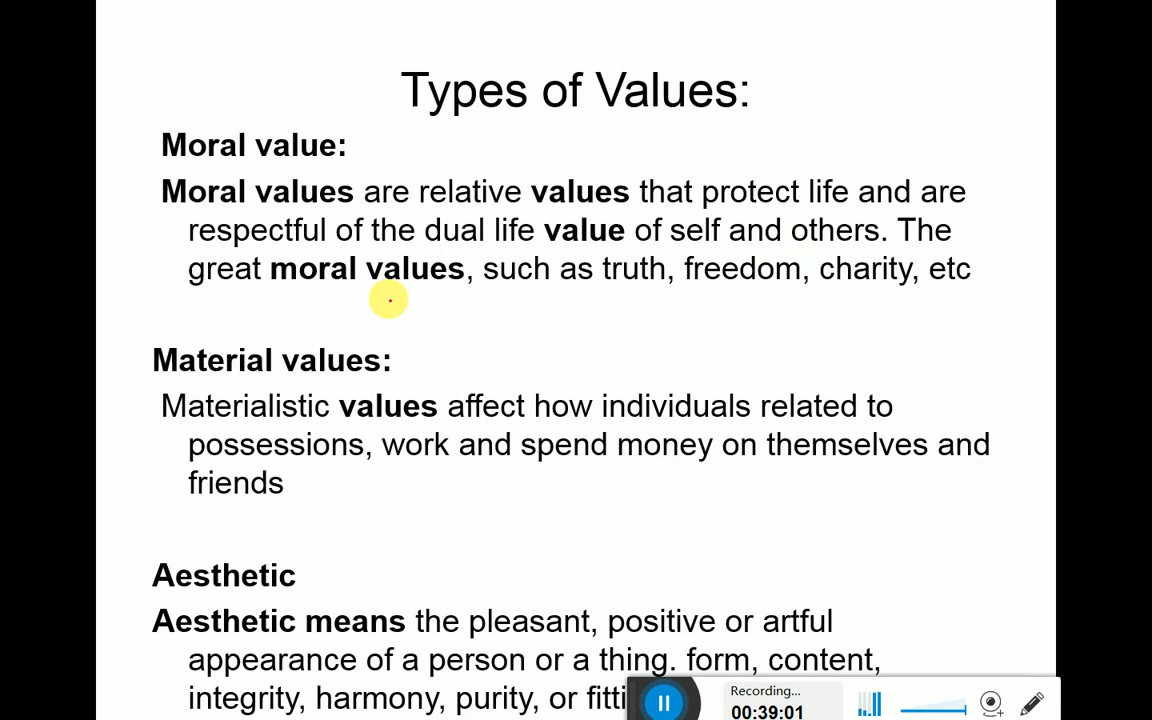 Types of Values:
Moral value:
Moral values are relative values that protect life and are
respectful of the dual life value of self and others. The
great moral values, such as truth, freedom, charity, etc
Material values:
Materialistic values affect how individuals related to
possessions, work and spend money on themselves and
friends
Aesthetic
Aesthetic means the pleasant, positive or artful
appearance of a person or a thing. form, content,
integrity, harmony, purity, or fitti
Recording...
00:39:01